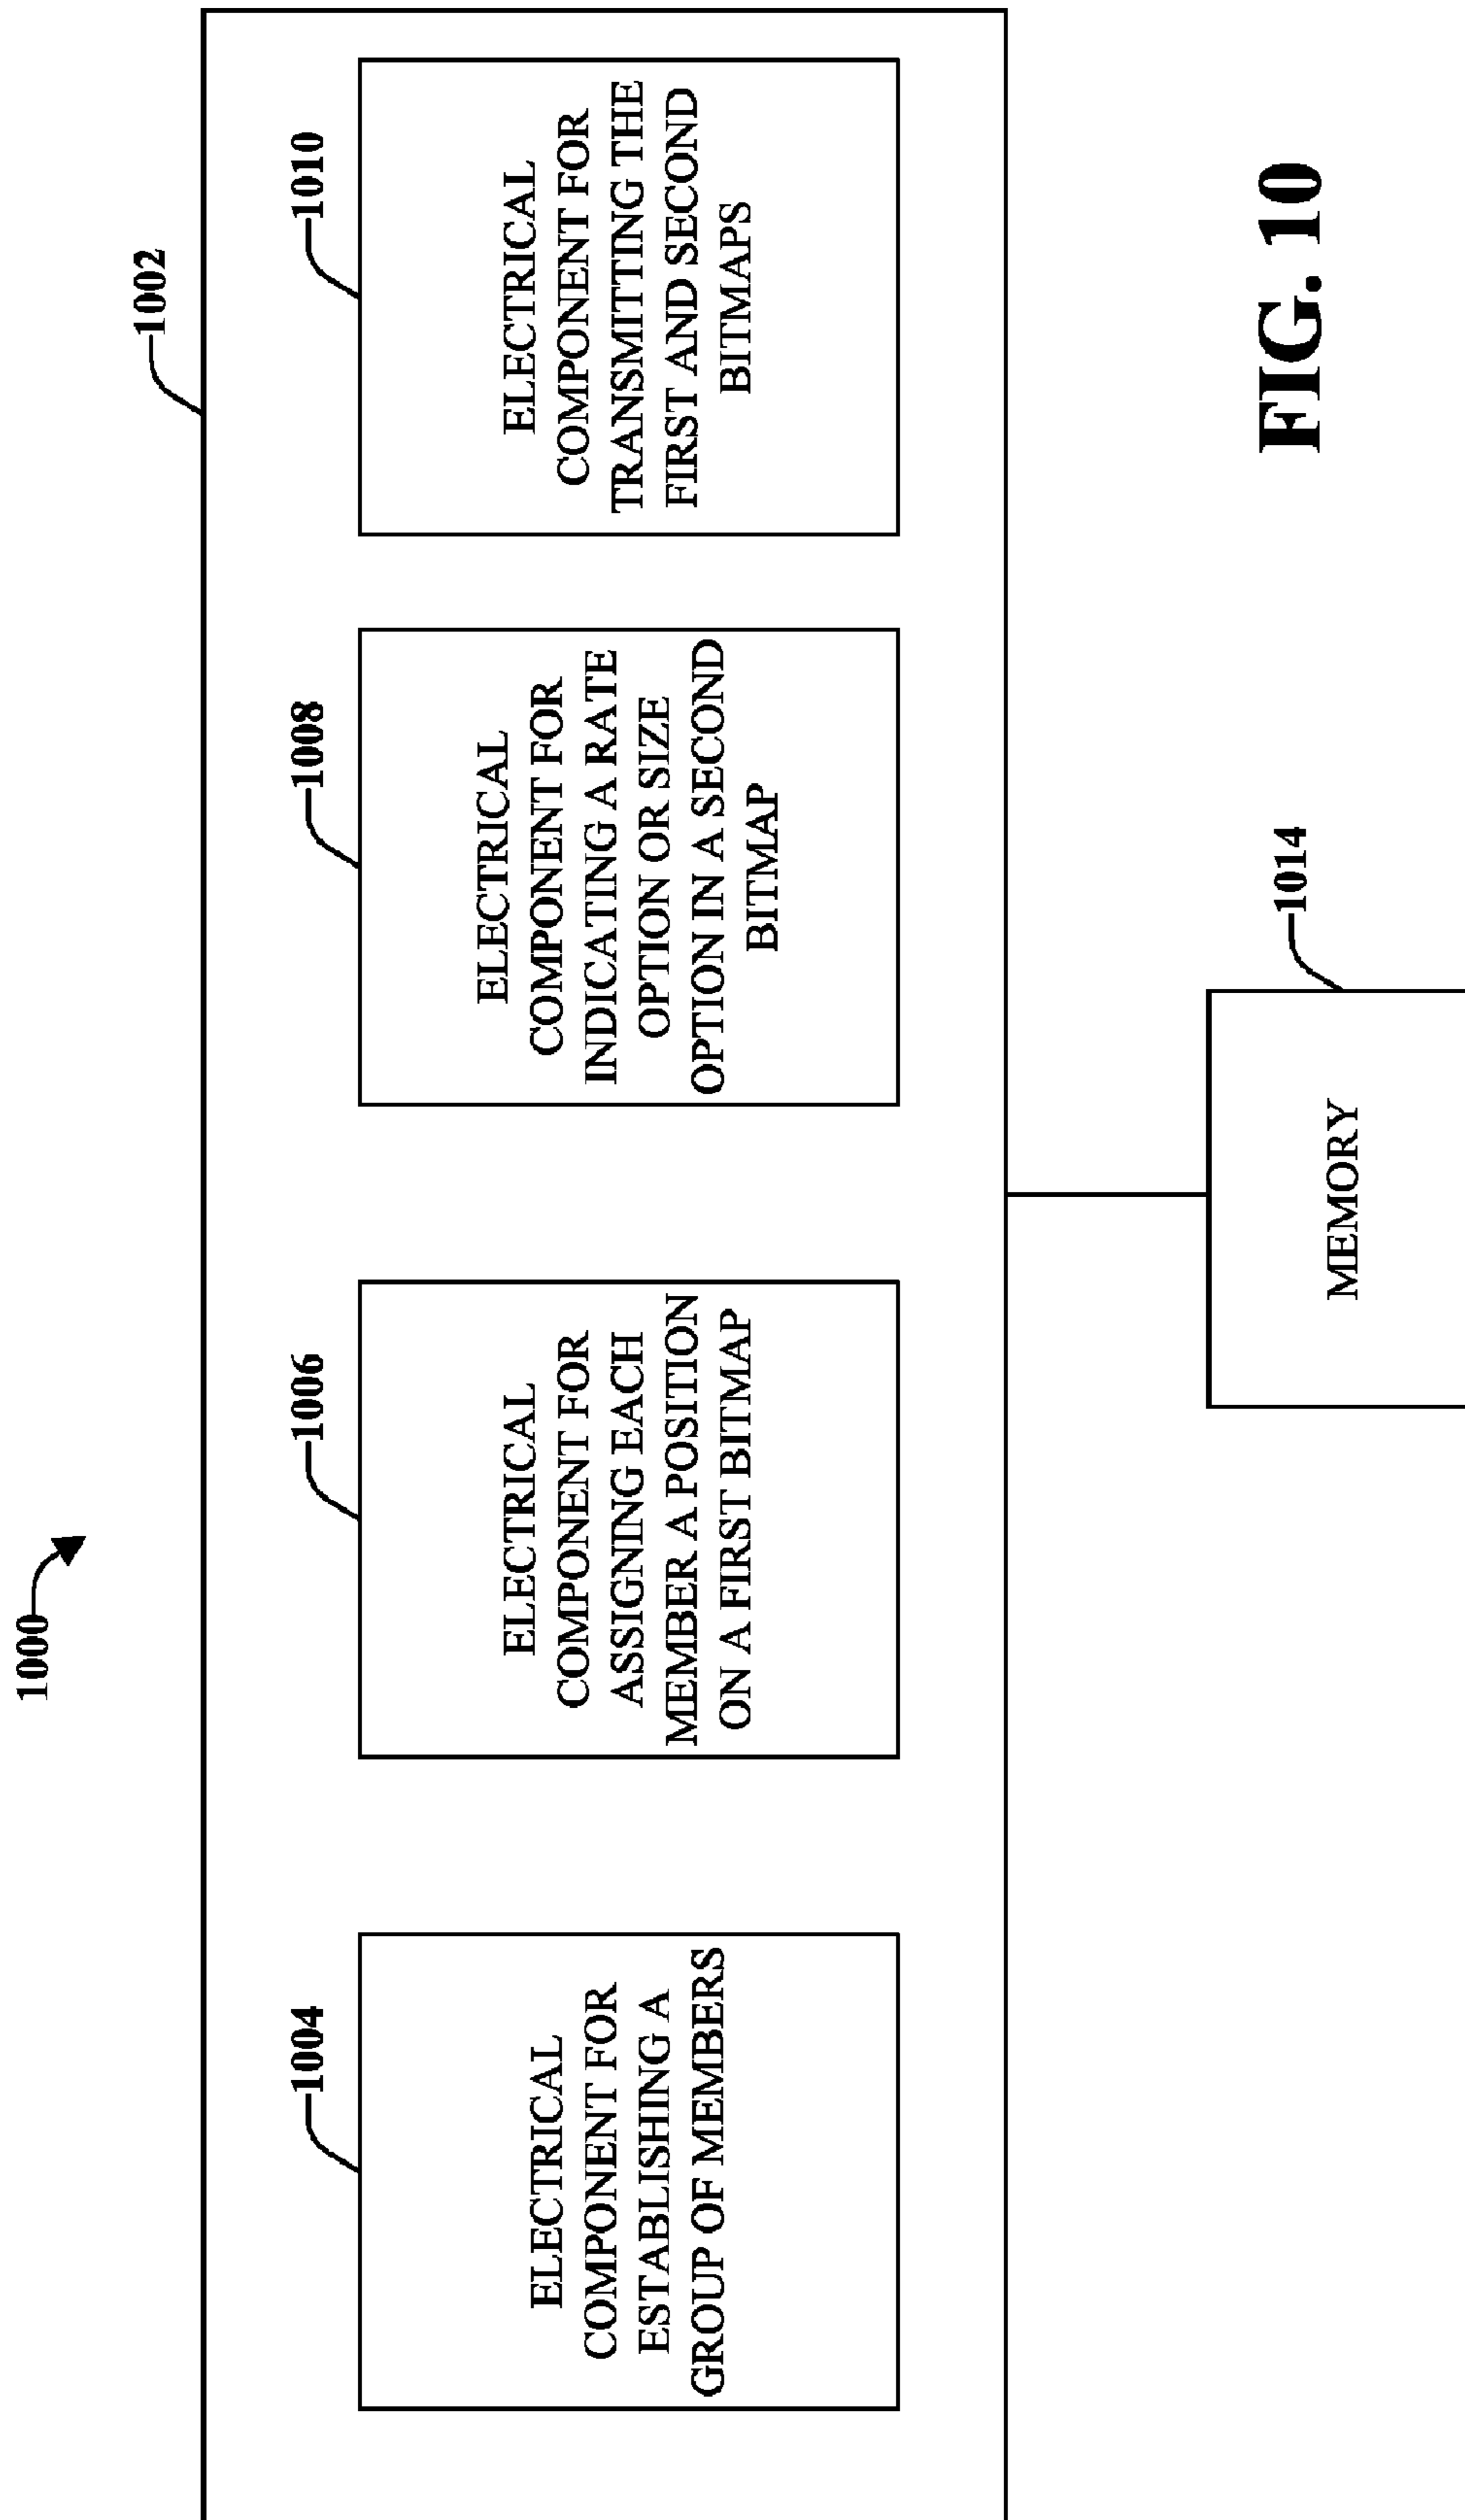 1000
1002
1004
ELECTRICAL
COMPONENT FOR
ESTABLISHING A
GROUP OF MEMBERS
1006
ELECTRICAL
COMPONENT FOR
ASSIGNING EACH
MEMBER A POSITION
ON A FIRST BITMAP
1008
ELECTRICAL
COMPONENT FOR
INDICATING A RATE
OPTION OR SIZE
OPTION IN A SECOND
BITMAP
1010
ELECTRICAL
COMPONENT FOR
TRANSMITTING THE
FIRST AND SECOND
BITMAPS
1014
MEMORY
FIG. 10